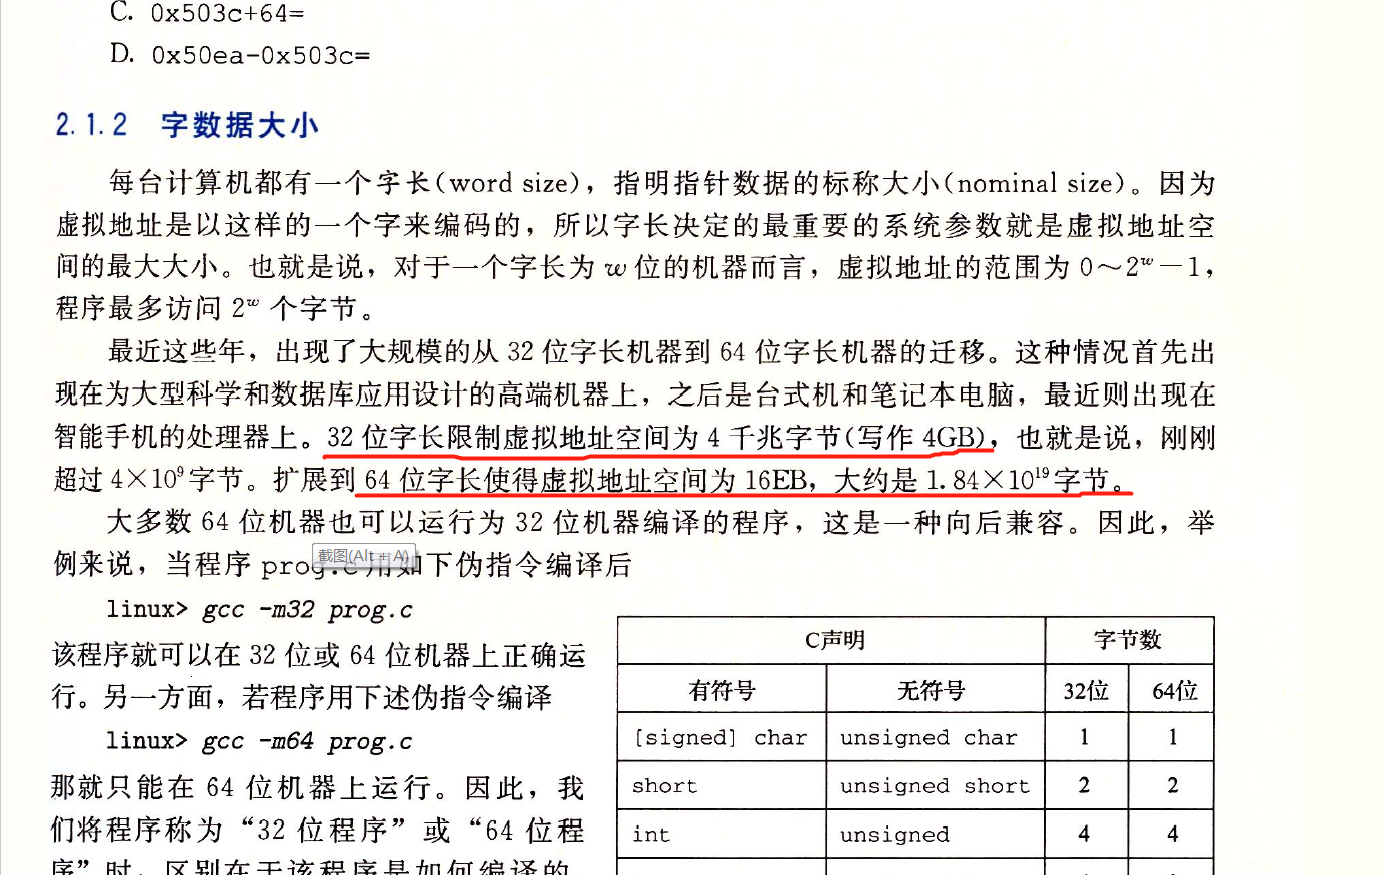 C. 0x503c+64=
D. 0x50ea-0x503c=
2.1.2 字数据大小
每台计算机都有一个字长(word size)，指明指针数据的标称大小(nominal size)。因为
虚拟地址是以这样的一个字来编码的，所以字长决定的最重要的系统参数就是虚拟地址空
间的最大大小。也就是说，对于一个字长为 w 位的机器而言，虚拟地址的范围为 0～2ʷ－1，
程序最多访问 2ʷ 个字节。
最近这些年，出现了大规模的从 32 位字长机器到 64 位字长机器的迁移。这种情况首先出
现在为大型科学和数据库应用设计的高端机器上，之后是台式机和笔记本电脑，最近则出现在
智能手机的处理器上。32 位字长限制虚拟地址空间为 4 千兆字节(写作 4GB)，也就是说，刚刚
超过 4×10⁹ 字节。扩展到 64 位字长使得虚拟地址空间为 16EB，大约是 1.84×10¹⁹ 字节。
大多数 64 位机器也可以运行为 32 位机器编译的程序，这是一种向后兼容。因此，举
例来说，当程序 prog.c 用如下伪指令编译后
截图(Alt + A)
linux> gcc -m32 prog.c
该程序就可以在 32 位或 64 位机器上正确运
行。另一方面，若程序用下述伪指令编译
linux> gcc -m64 prog.c
那就只能在 64 位机器上运行。因此，我
们将程序称为“32 位程序”或“64 位程
序”时，区别在于该程序是如何编译的，
C声明 字节数
有符号 无符号 32位 64位
[signed] char unsigned char 1 1
short unsigned short 2 2
int unsigned 4 4